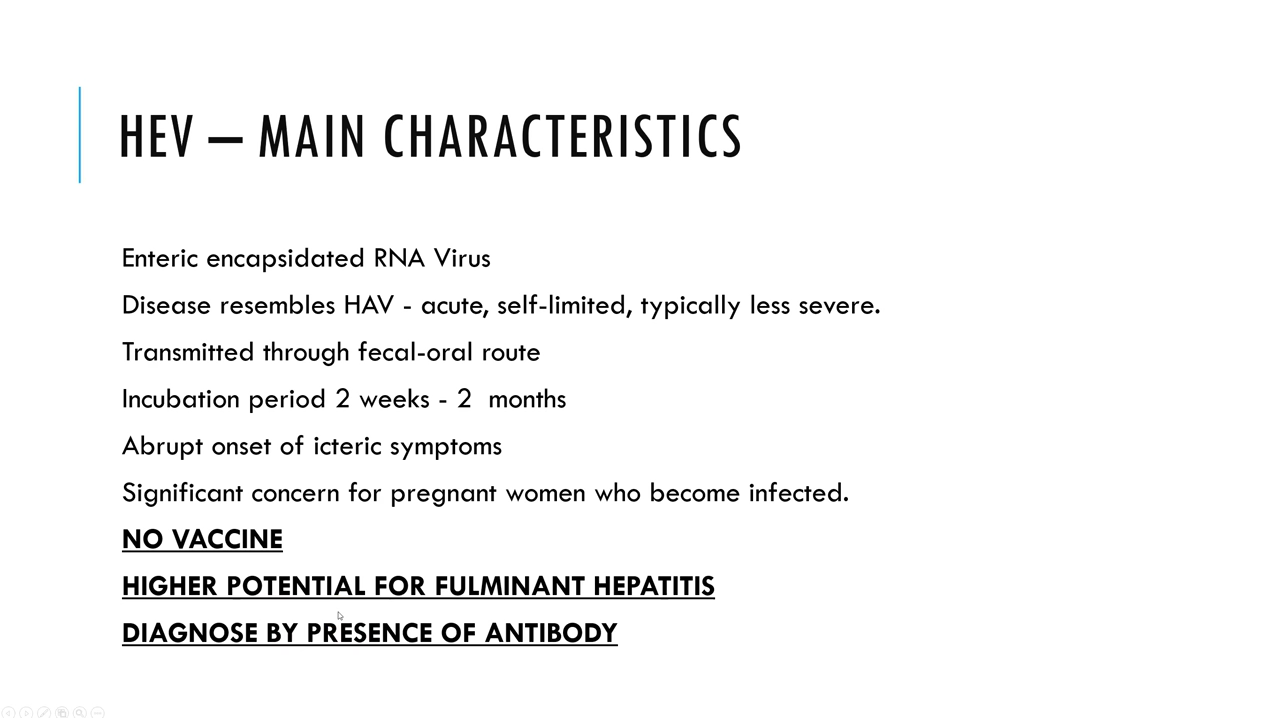 HEV – MAIN CHARACTERISTICS
Enteric encapsidated RNA Virus
Disease resembles HAV - acute, self-limited, typically less severe.
Transmitted through fecal-oral route
Incubation period 2 weeks - 2  months
Abrupt onset of icteric symptoms
Significant concern for pregnant women who become infected.
NO VACCINE
HIGHER POTENTIAL FOR FULMINANT HEPATITIS
DIAGNOSE BY PRESENCE OF ANTIBODY